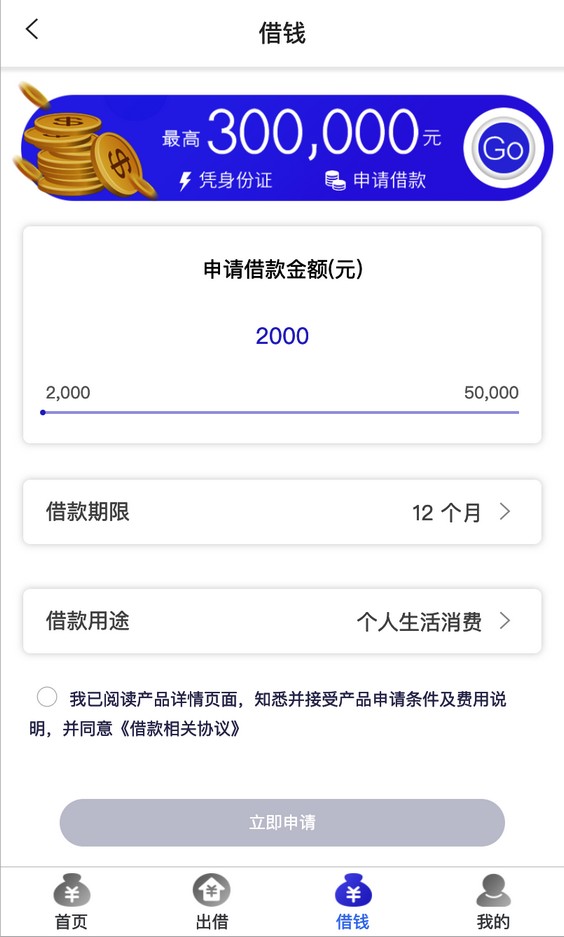 借钱
最高 300,000元
凭身份证 申请借款
Go
申请借款金额(元)
2000
2,000 50,000
借款期限 12 个月
借款用途 个人生活消费
我已阅读产品详情页面，知悉并接受产品申请条件及费用说
明，并同意《借款相关协议》
立即申请
首页 出借 借钱 我的